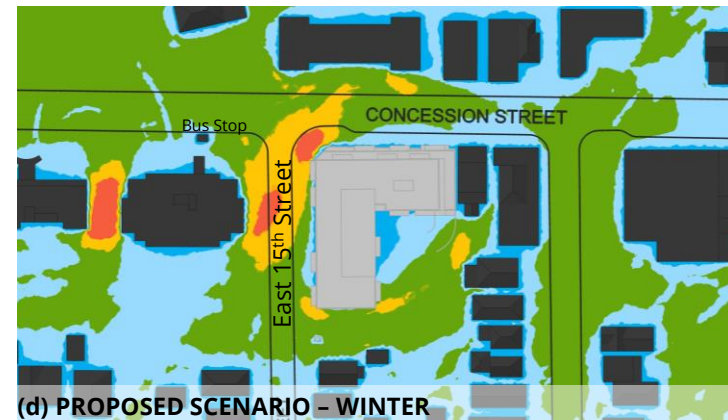 CONCESSION STREET
Bus Stop
East 15th Street
(d) PROPOSED SCENARIO – WINTER